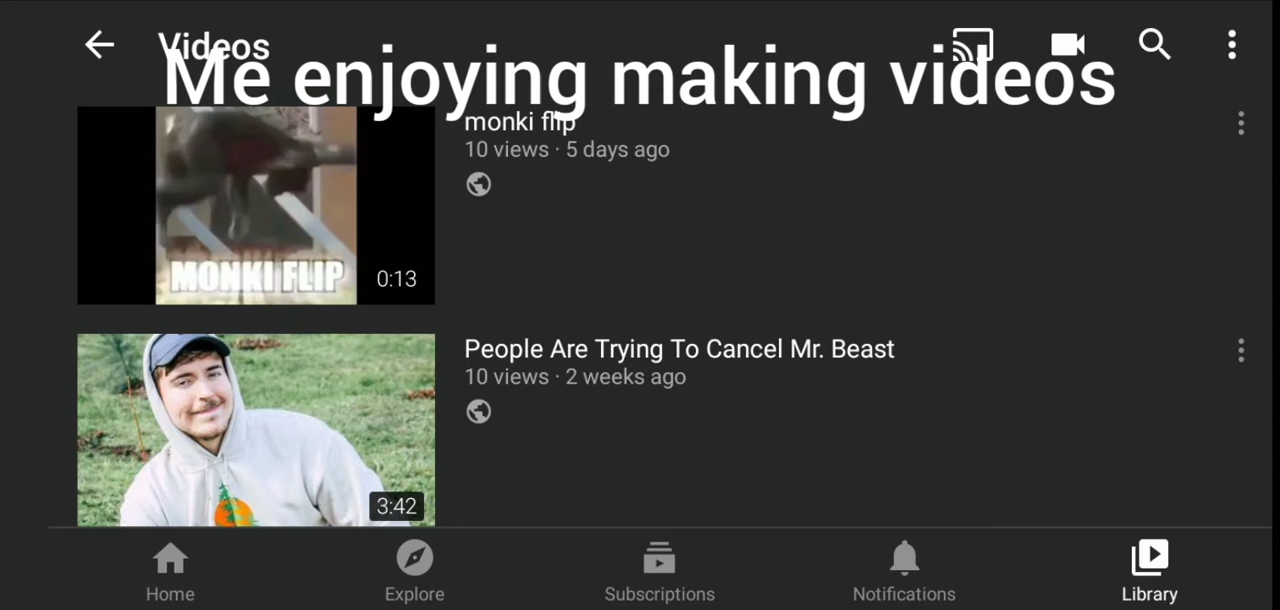 Videos
Me enjoying making videos
monki flip
10 views · 5 days ago
MONKI FLIP
0:13
People Are Trying To Cancel Mr. Beast
10 views · 2 weeks ago
3:42
Home
Explore
Subscriptions
Notifications
Library